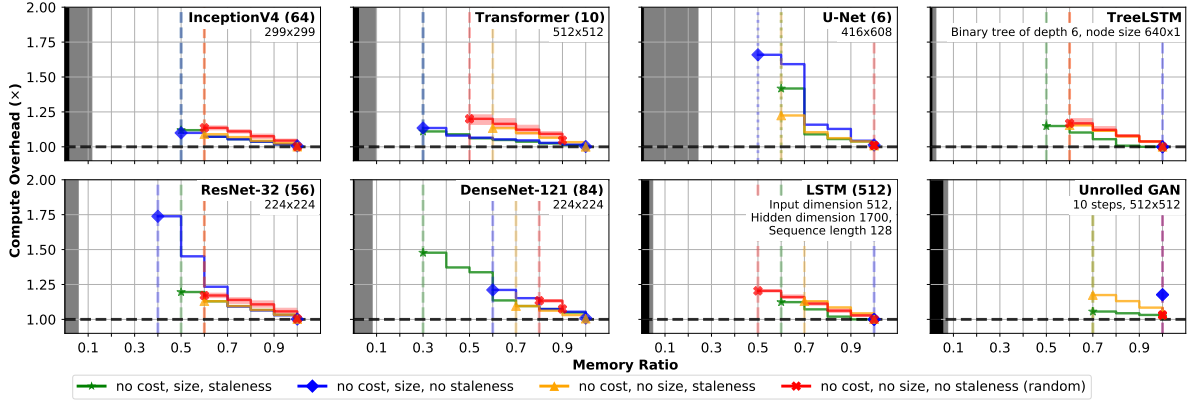 InceptionV4 (64)
299x299
Transformer (10)
512x512
U-Net (6)
416x608
TreeLSTM
Binary tree of depth 6, node size 640x1
2.00
1.75
1.50
1.25
1.00
ResNet-32 (56)
224x224
DenseNet-121 (84)
224x224
LSTM (512)
Input dimension 512,
Hidden dimension 1700,
Sequence length 128
Unrolled GAN
10 steps, 512x512
2.00
1.75
1.50
1.25
1.00
Compute Overhead (×)
0.1 0.3 0.5 0.7 0.9
0.1 0.3 0.5 0.7 0.9
0.1 0.3 0.5 0.7 0.9
0.1 0.3 0.5 0.7 0.9
Memory Ratio
no cost, size, staleness
no cost, size, no staleness
no cost, no size, staleness
no cost, no size, no staleness (random)